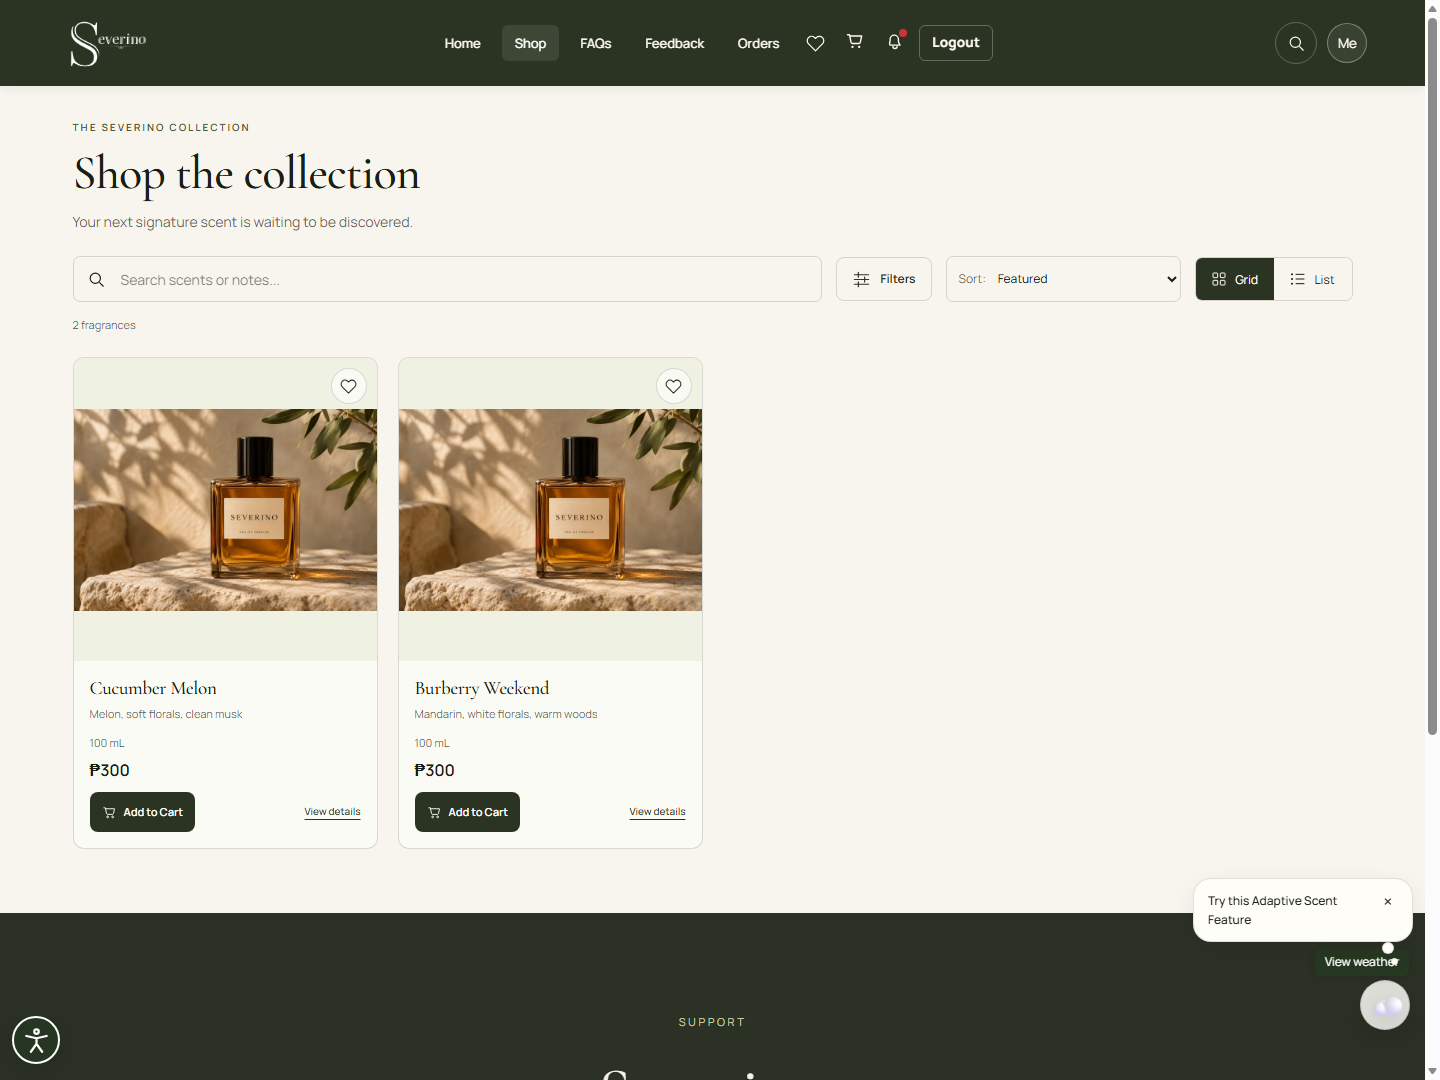 Severino
Home
Shop
FAQs
Feedback
Orders
Logout
Me
THE SEVERINO COLLECTION
Shop the collection
Your next signature scent is waiting to be discovered.
Search scents or notes...
Filters
Sort:
Featured
Grid
List
2 fragrances
SEVERINO
SEVERINO
Cucumber Melon
Melon, soft florals, clean musk
100 mL
₱300
Add to Cart
View details
Burberry Weekend
Mandarin, white florals, warm woods
100 mL
₱300
Add to Cart
View details
Try this Adaptive Scent
Feature
×
View weather
SUPPORT